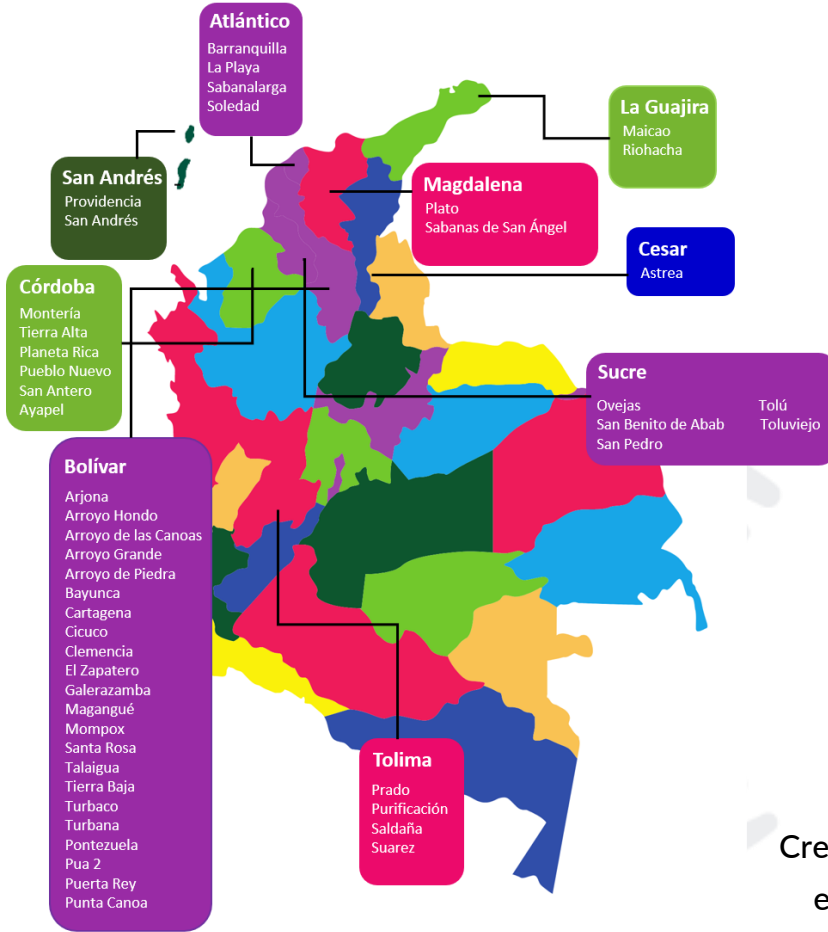 Atlántico
Barranquilla
La Playa
Sabanalarga
Soledad
La Guajira
Maicao
Riohacha
San Andrés
Providencia
San Andrés
Magdalena
Plato
Sabanas de San Ángel
Cesar
Astrea
Córdoba
Montería
Tierra Alta
Planeta Rica
Pueblo Nuevo
San Antero
Ayapel
Sucre
Ovejas Tolú
San Benito de Abab Toluviejo
San Pedro
Bolívar
Arjona
Arroyo Hondo
Arroyo de las Canoas
Arroyo Grande
Arroyo de Piedra
Bayunca
Cartagena
Cicuco
Clemencia
El Zapatero
Galerazamba
Magangué
Mompox
Santa Rosa
Talaigua
Tierra Baja
Turbaco
Turbana
Pontezuela
Pua 2
Puerta Rey
Punta Canoa
Tolima
Prado
Purificación
Saldaña
Suarez
Cre
e